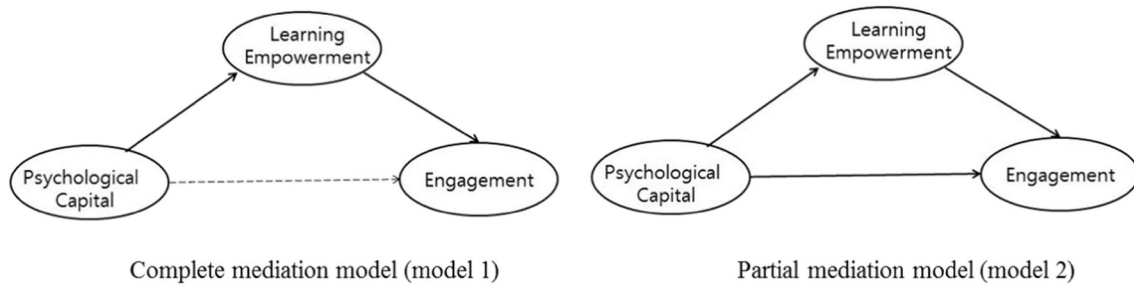 Learning
Empowerment
Psychological
Capital
Engagement
Complete mediation model (model 1)
Learning
Empowerment
Psychological
Capital
Engagement
Partial mediation model (model 2)